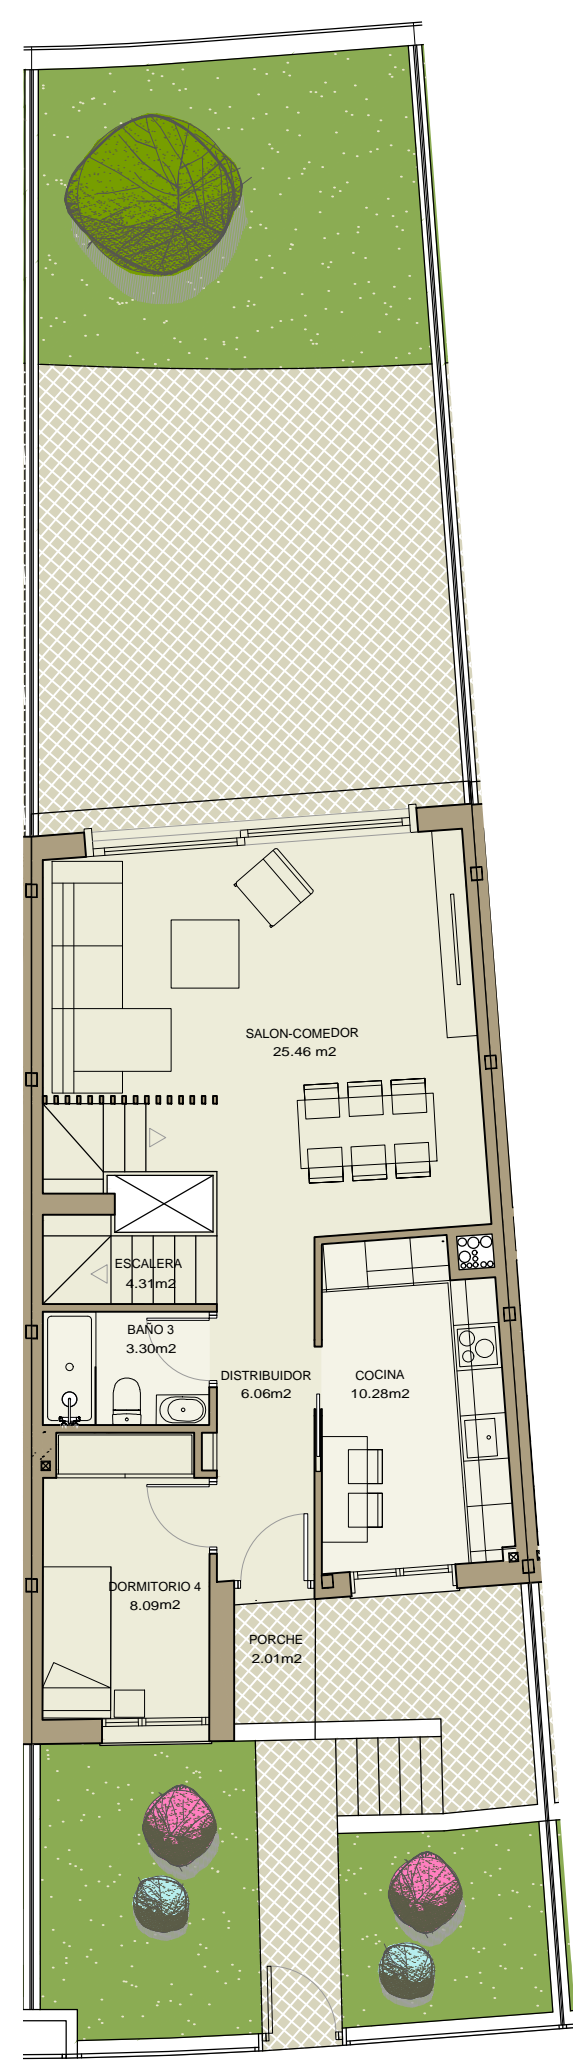 SALON-COMEDOR
25.46 m2
ESCALERA
4.31m2
BAÑO 3
3.30m2
DISTRIBUIDOR
6.06m2
COCINA
10.28m2
DORMITORIO 4
8.09m2
PORCHE
2.01m2